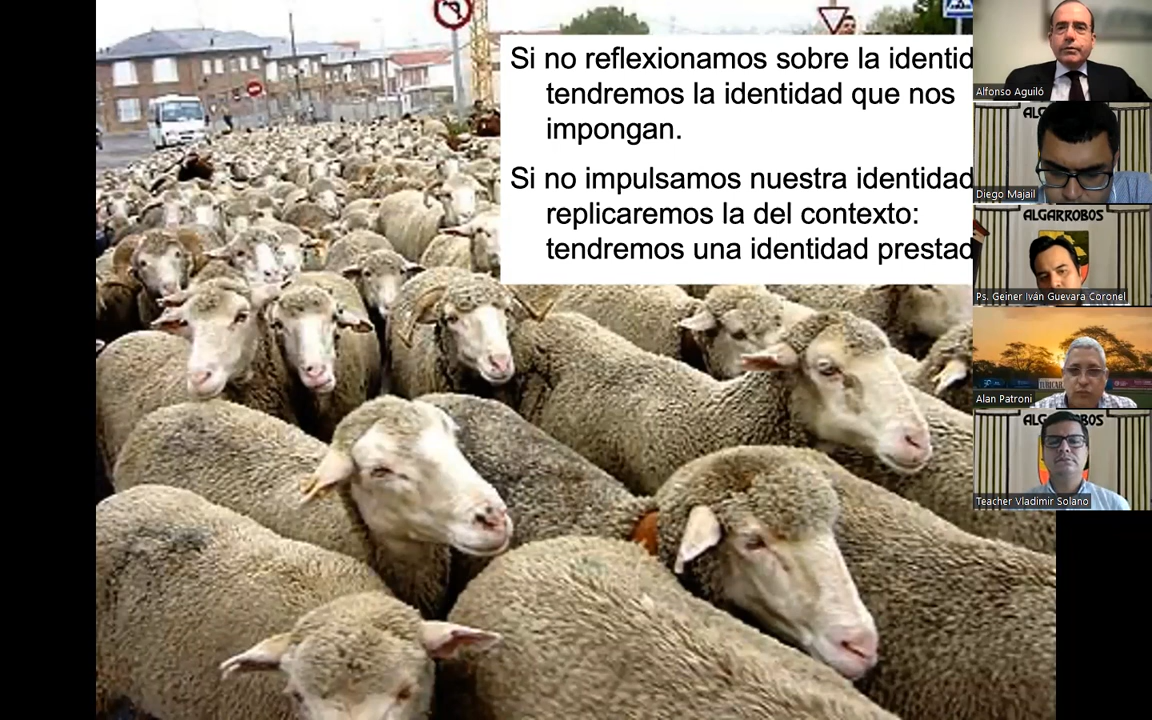 Si no reflexionamos sobre la identid
tendremos la identidad que nos
impongan.
Si no impulsamos nuestra identidad
replicaremos la del contexto:
tendremos una identidad prestad
Alfonso Aguiló
Diego Majail
ALGARROBOS
Ps. Geiner Iván Guevara Coronel
Alan Patroni
Teacher Vladimir Solano